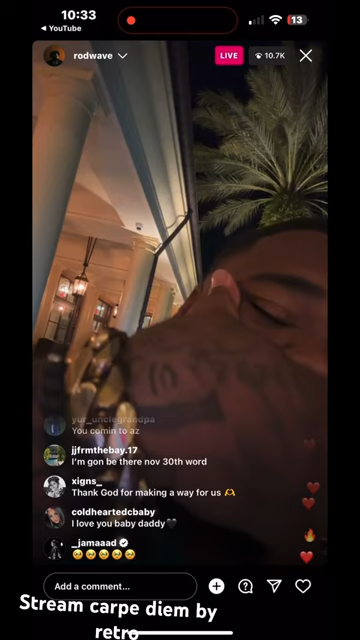 10:33
13
◀ YouTube
rodwave
LIVE
10.7K
yur_unclegrandpa
You comin to az
jjfrmthebay.17
I'm gon be there nov 30th word
xigns_
Thank God for making a way for us 🫶
coldheartedcbaby
I love you baby daddy🖤
_jamaaad
🥹🥹🥹🥹🥹
Add a comment...
Stream carpe diem by
retro